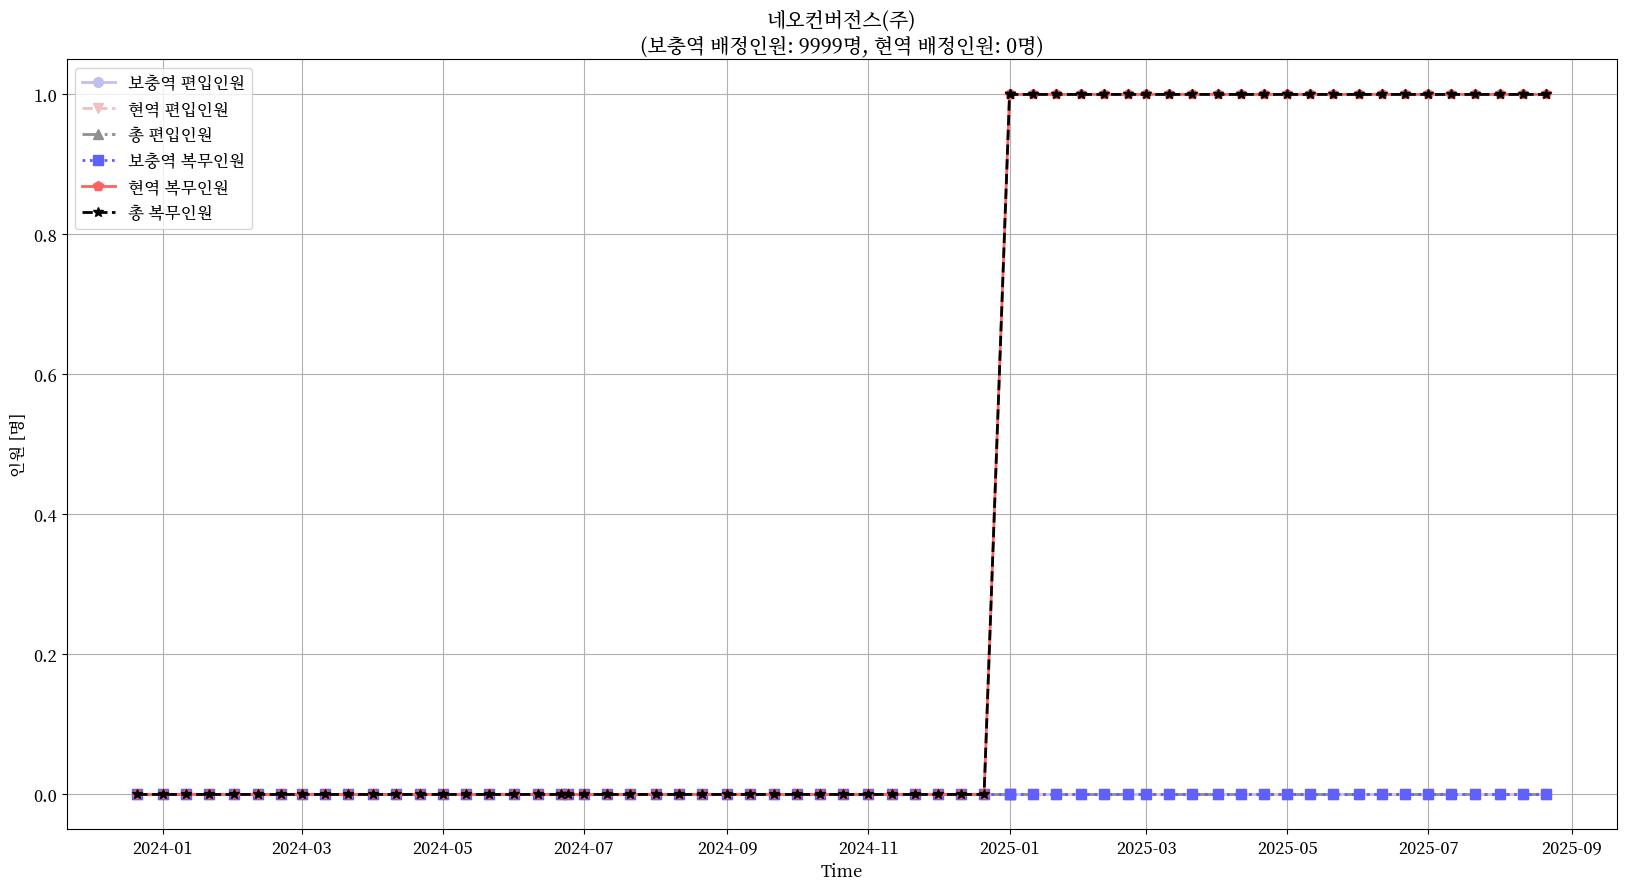 네오컨버전스(주)
(보충역 배정인원: 9999명, 현역 배정인원: 0명)
보충역 편입인원
현역 편입인원
총 편입인원
보충역 복무인원
현역 복무인원
총 복무인원
1.0
0.8
0.6
0.4
0.2
0.0
인원 [명]
2024-01
2024-03
2024-05
2024-07
2024-09
2024-11
2025-01
2025-03
2025-05
2025-07
2025-09
Time